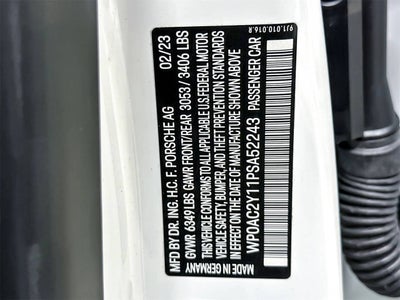 MFD BY DR. ING. H.C. F. PORSCHE AG 02/23
GVWR 6349 LBS GAWR FRONT/REAR 3053/ 3406 LBS
THIS VEHICLE CONFORMS
TO ALL APPLICABLE U.S.FEDERAL MOTOR
VEHICLE SAFETY, BUMPER, AND THEFT PREVENTION STANDARDS
IN EFFECT ON THE DATE OF MANUFACTURE SHOWN ABOVE
WP0AC2Y11PSA52243 PASSENGER CAR
MADE IN GERMANY
9J1.010.016.R